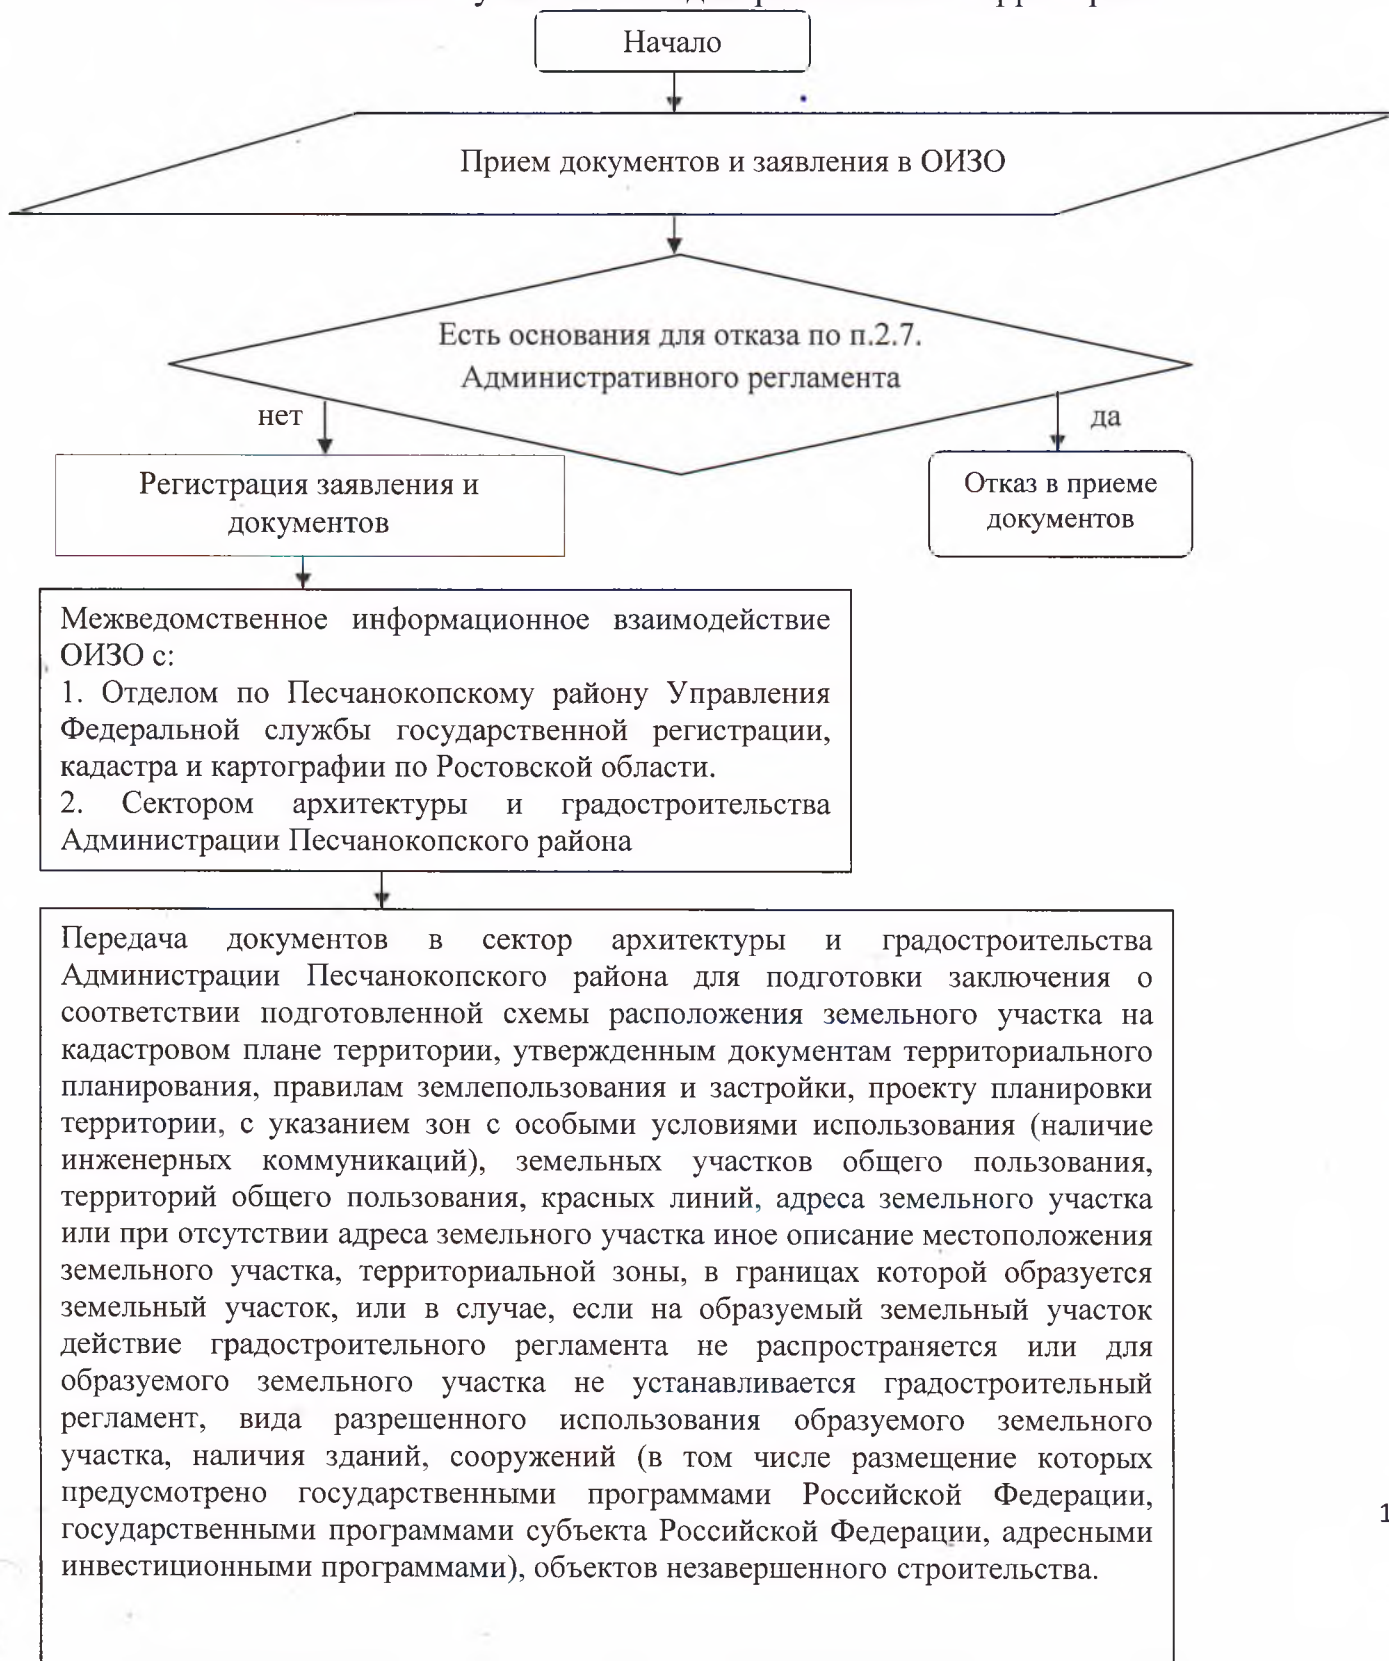 Начало
Прием документов и заявления в ОИЗО
Есть основания для отказа по п.2.7.
Административного регламента
нет
да
Регистрация заявления и
документов
Отказ в приеме
документов
Межведомственное информационное взаимодействие
ОИЗО с:
1. Отделом по Песчанокопскому району Управления
Федеральной службы государственной регистрации,
кадастра и картографии по Ростовской области.
2. Сектором архитектуры и градостроительства
Администрации Песчанокопского района
Передача документов в сектор архитектуры и градостроительства
Администрации Песчанокопского района для подготовки заключения о
соответствии подготовленной схемы расположения земельного участка на
кадастровом плане территории, утвержденным документам территориального
планирования, правилам землепользования и застройки, проекту планировки
территории, с указанием зон с особыми условиями использования (наличие
инженерных коммуникаций), земельных участков общего пользования,
территорий общего пользования, красных линий, адреса земельного участка
или при отсутствии адреса земельного участка иное описание местоположения
земельного участка, территориальной зоны, в границах которой образуется
земельный участок, или в случае, если на образуемый земельный участок
действие градостроительного регламента не распространяется или для
образуемого земельного участка не устанавливается градостроительный
регламент, вида разрешенного использования образуемого земельного
участка, наличия зданий, сооружений (в том числе размещение которых
предусмотрено государственными программами Российской Федерации,
государственными программами субъекта Российской Федерации, адресными
инвестиционными программами), объектов незавершенного строительства.
1